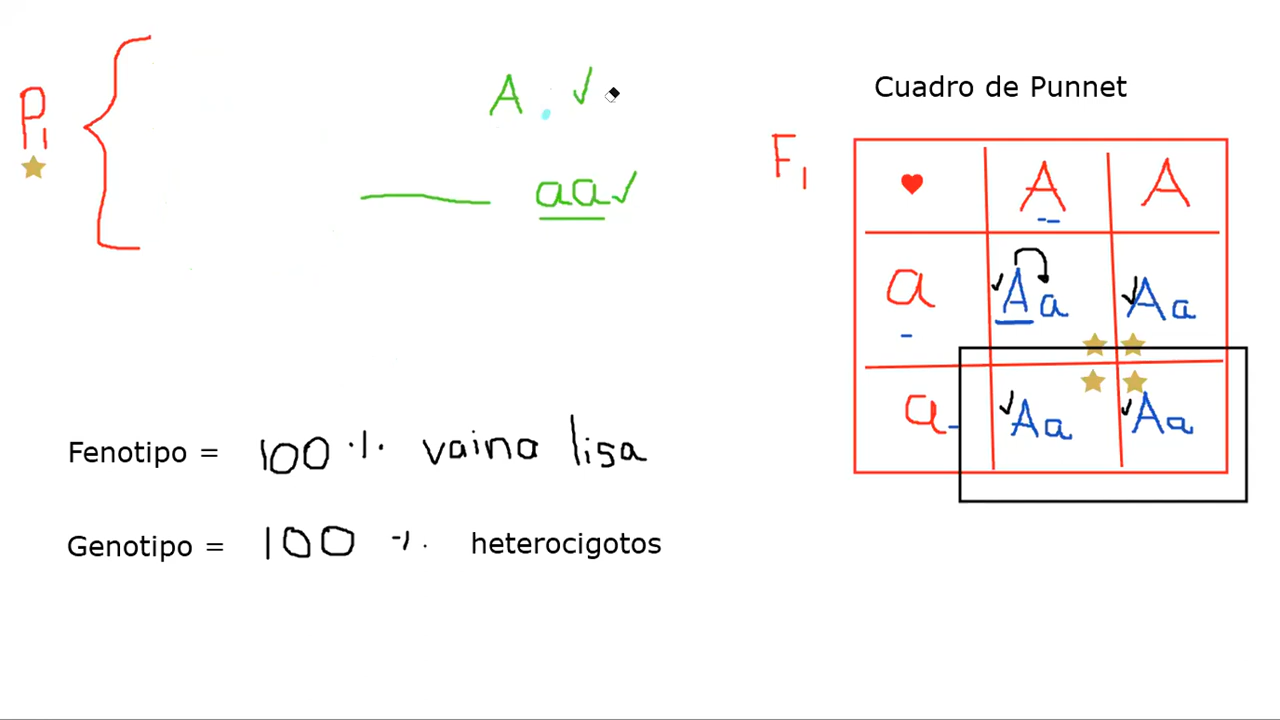 P1
A
aa
Cuadro de Punnet
F1
A A
a Aa Aa
a Aa Aa
Fenotipo = 100 % vaina lisa
Genotipo = 100 % heterocigotos